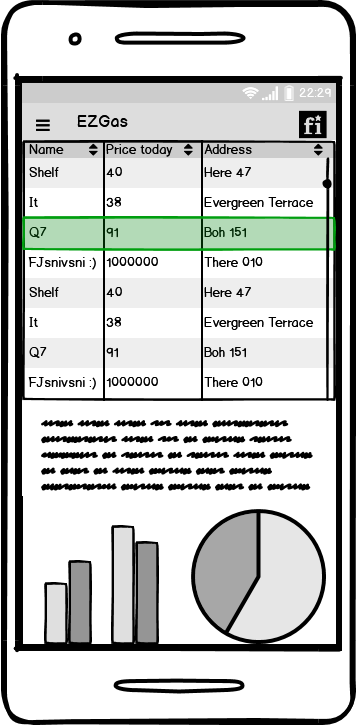 22:29
EZGas
fi
Name Price today Address
Shelf 40 Here 47
It 38 Evergreen Terrace
Q7 91 Boh 151
FJsnivsni :) 1000000 There 010
Shelf 40 Here 47
It 38 Evergreen Terrace
Q7 91 Boh 151
FJsnivsni :) 1000000 There 010